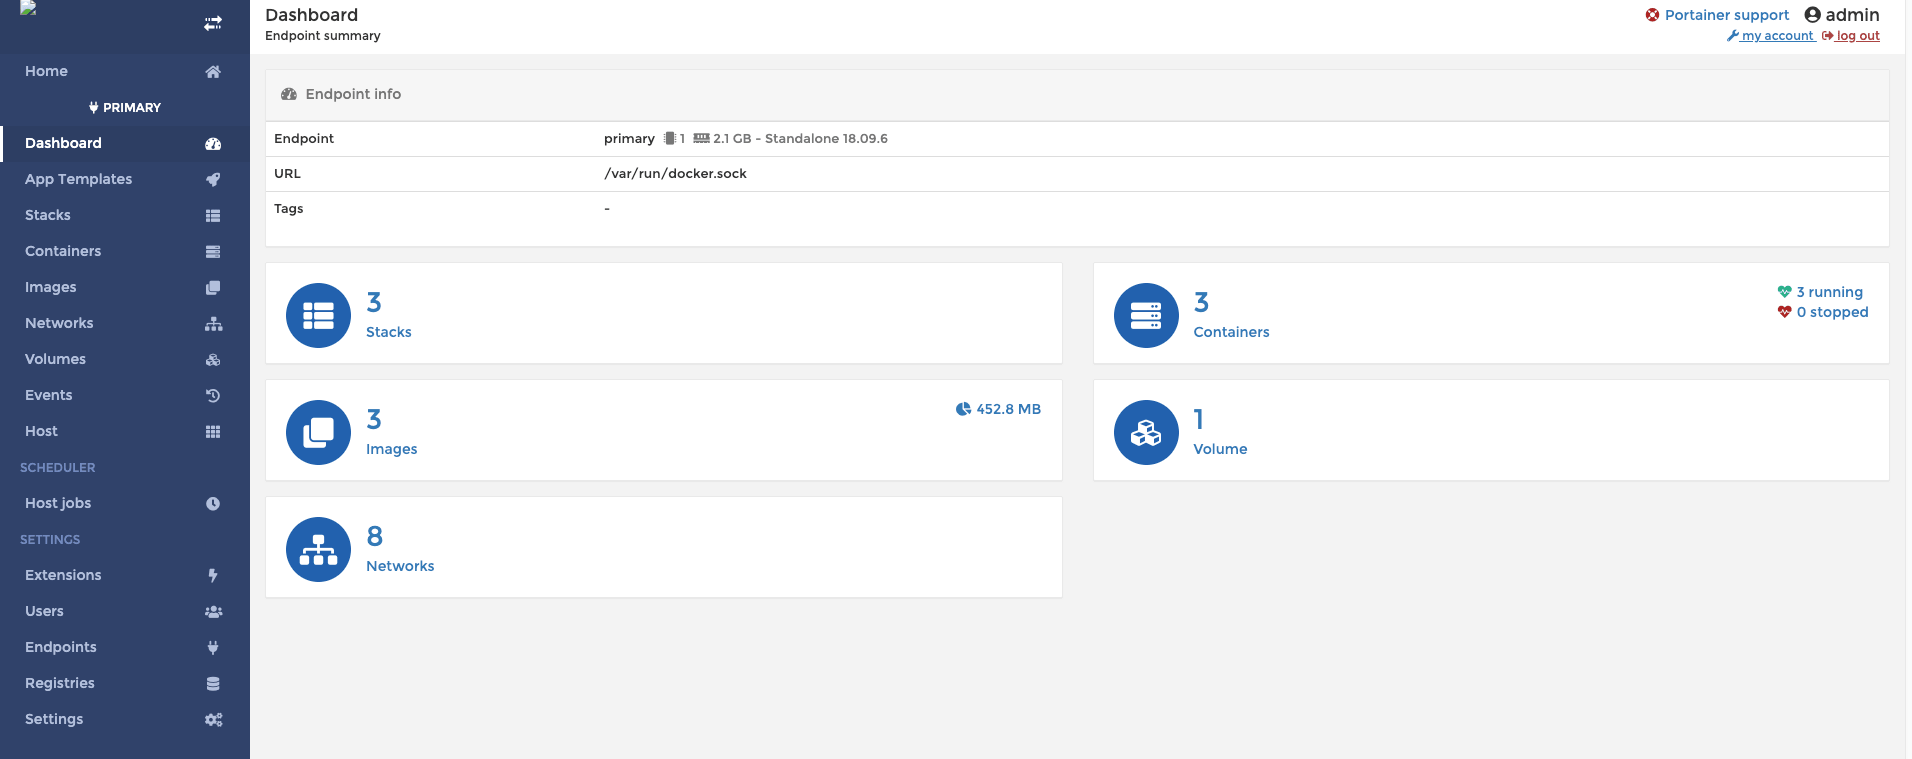 Dashboard
Endpoint summary
Portainer support admin
my account log out
Home
PRIMARY
Dashboard
App Templates
Stacks
Containers
Images
Networks
Volumes
Events
Host
SCHEDULER
Host jobs
SETTINGS
Extensions
Users
Endpoints
Registries
Settings
Endpoint info
Endpoint primary 1 2.1 GB - Standalone 18.09.6
URL /var/run/docker.sock
Tags -
3
Stacks
3
Containers
3 running
0 stopped
3
Images
452.8 MB
1
Volume
8
Networks